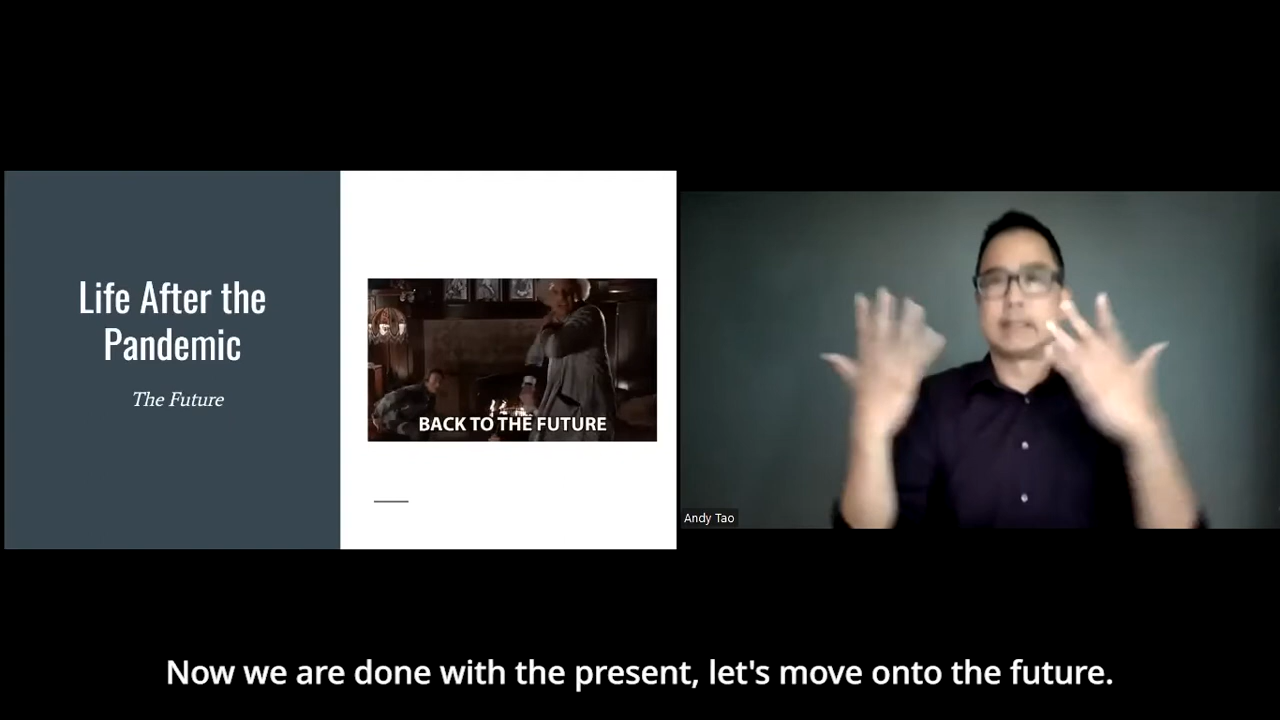 Life After the
Pandemic
The Future
BACK TO THE FUTURE
Andy Tao
Now we are done with the present, let's move onto the future.